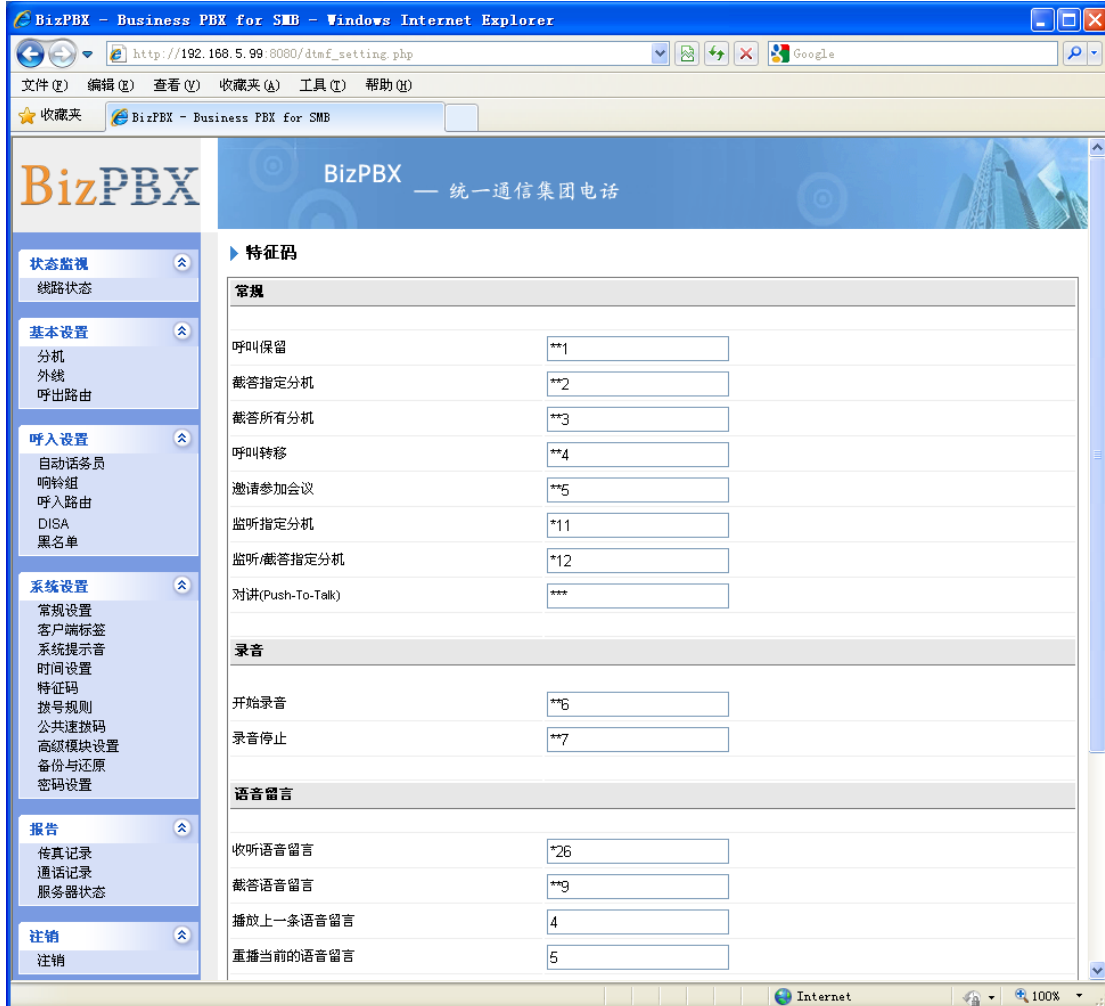 BizPBX - Business PBX for SMB - Windows Internet Explorer
http://192.168.5.99:8080/dtmf_setting.php
Google
文件(F) 编辑(E) 查看(V) 收藏夹(A) 工具(T) 帮助(H)
收藏夹
BizPBX - Business PBX for SMB
BizPBX
BizPBX — 统一通信集团电话
状态监视
线路状态
基本设置
分机
外线
呼出路由
呼入设置
自动话务员
响铃组
呼入路由
DISA
黑名单
系统设置
常规设置
客户端标签
系统提示音
时间设置
特征码
拨号规则
公共速拨码
高级模块设置
备份与还原
密码设置
报告
传真记录
通话记录
服务器状态
注销
注销
特征码
常规
呼叫保留 **1
截答指定分机 **2
截答所有分机 **3
呼叫转移 **4
邀请参加会议 **5
监听指定分机 *11
监听/截答指定分机 *12
对讲(Push-To-Talk) ***
录音
开始录音 **6
录音停止 **7
语音留言
收听语音留言 *26
截答语音留言 **9
播放上一条语音留言 4
重播当前的语音留言 5
Internet
100%